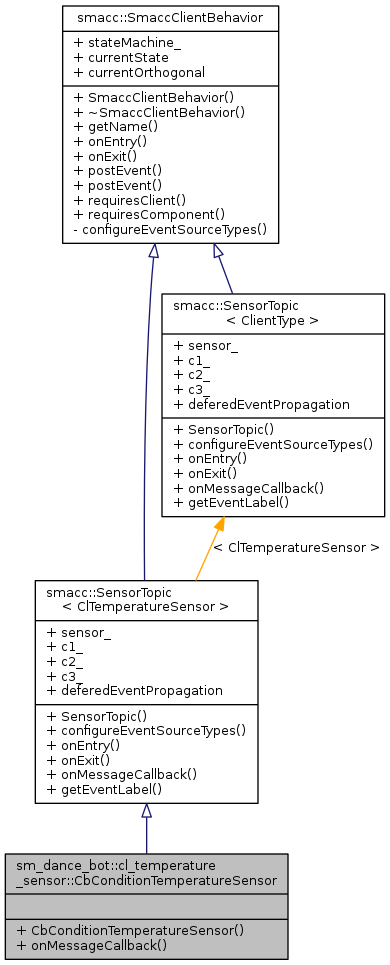 smacc::SmaccClientBehavior
+ stateMachine_
+ currentState
+ currentOrthogonal
+ SmaccClientBehavior()
+ ~SmaccClientBehavior()
+ getName()
+ onEntry()
+ onExit()
+ postEvent()
+ postEvent()
+ requiresClient()
+ requiresComponent()
- configureEventSourceTypes()
smacc::SensorTopic
< ClientType >
+ sensor_
+ c1_
+ c2_
+ c3_
+ deferedEventPropagation
+ SensorTopic()
+ configureEventSourceTypes()
+ onEntry()
+ onExit()
+ onMessageCallback()
+ getEventLabel()
< ClTemperatureSensor >
smacc::SensorTopic
< ClTemperatureSensor >
+ sensor_
+ c1_
+ c2_
+ c3_
+ deferedEventPropagation
+ SensorTopic()
+ configureEventSourceTypes()
+ onEntry()
+ onExit()
+ onMessageCallback()
+ getEventLabel()
sm_dance_bot::cl_temperature
_sensor::CbConditionTemperatureSensor
+ CbConditionTemperatureSensor()
+ onMessageCallback()